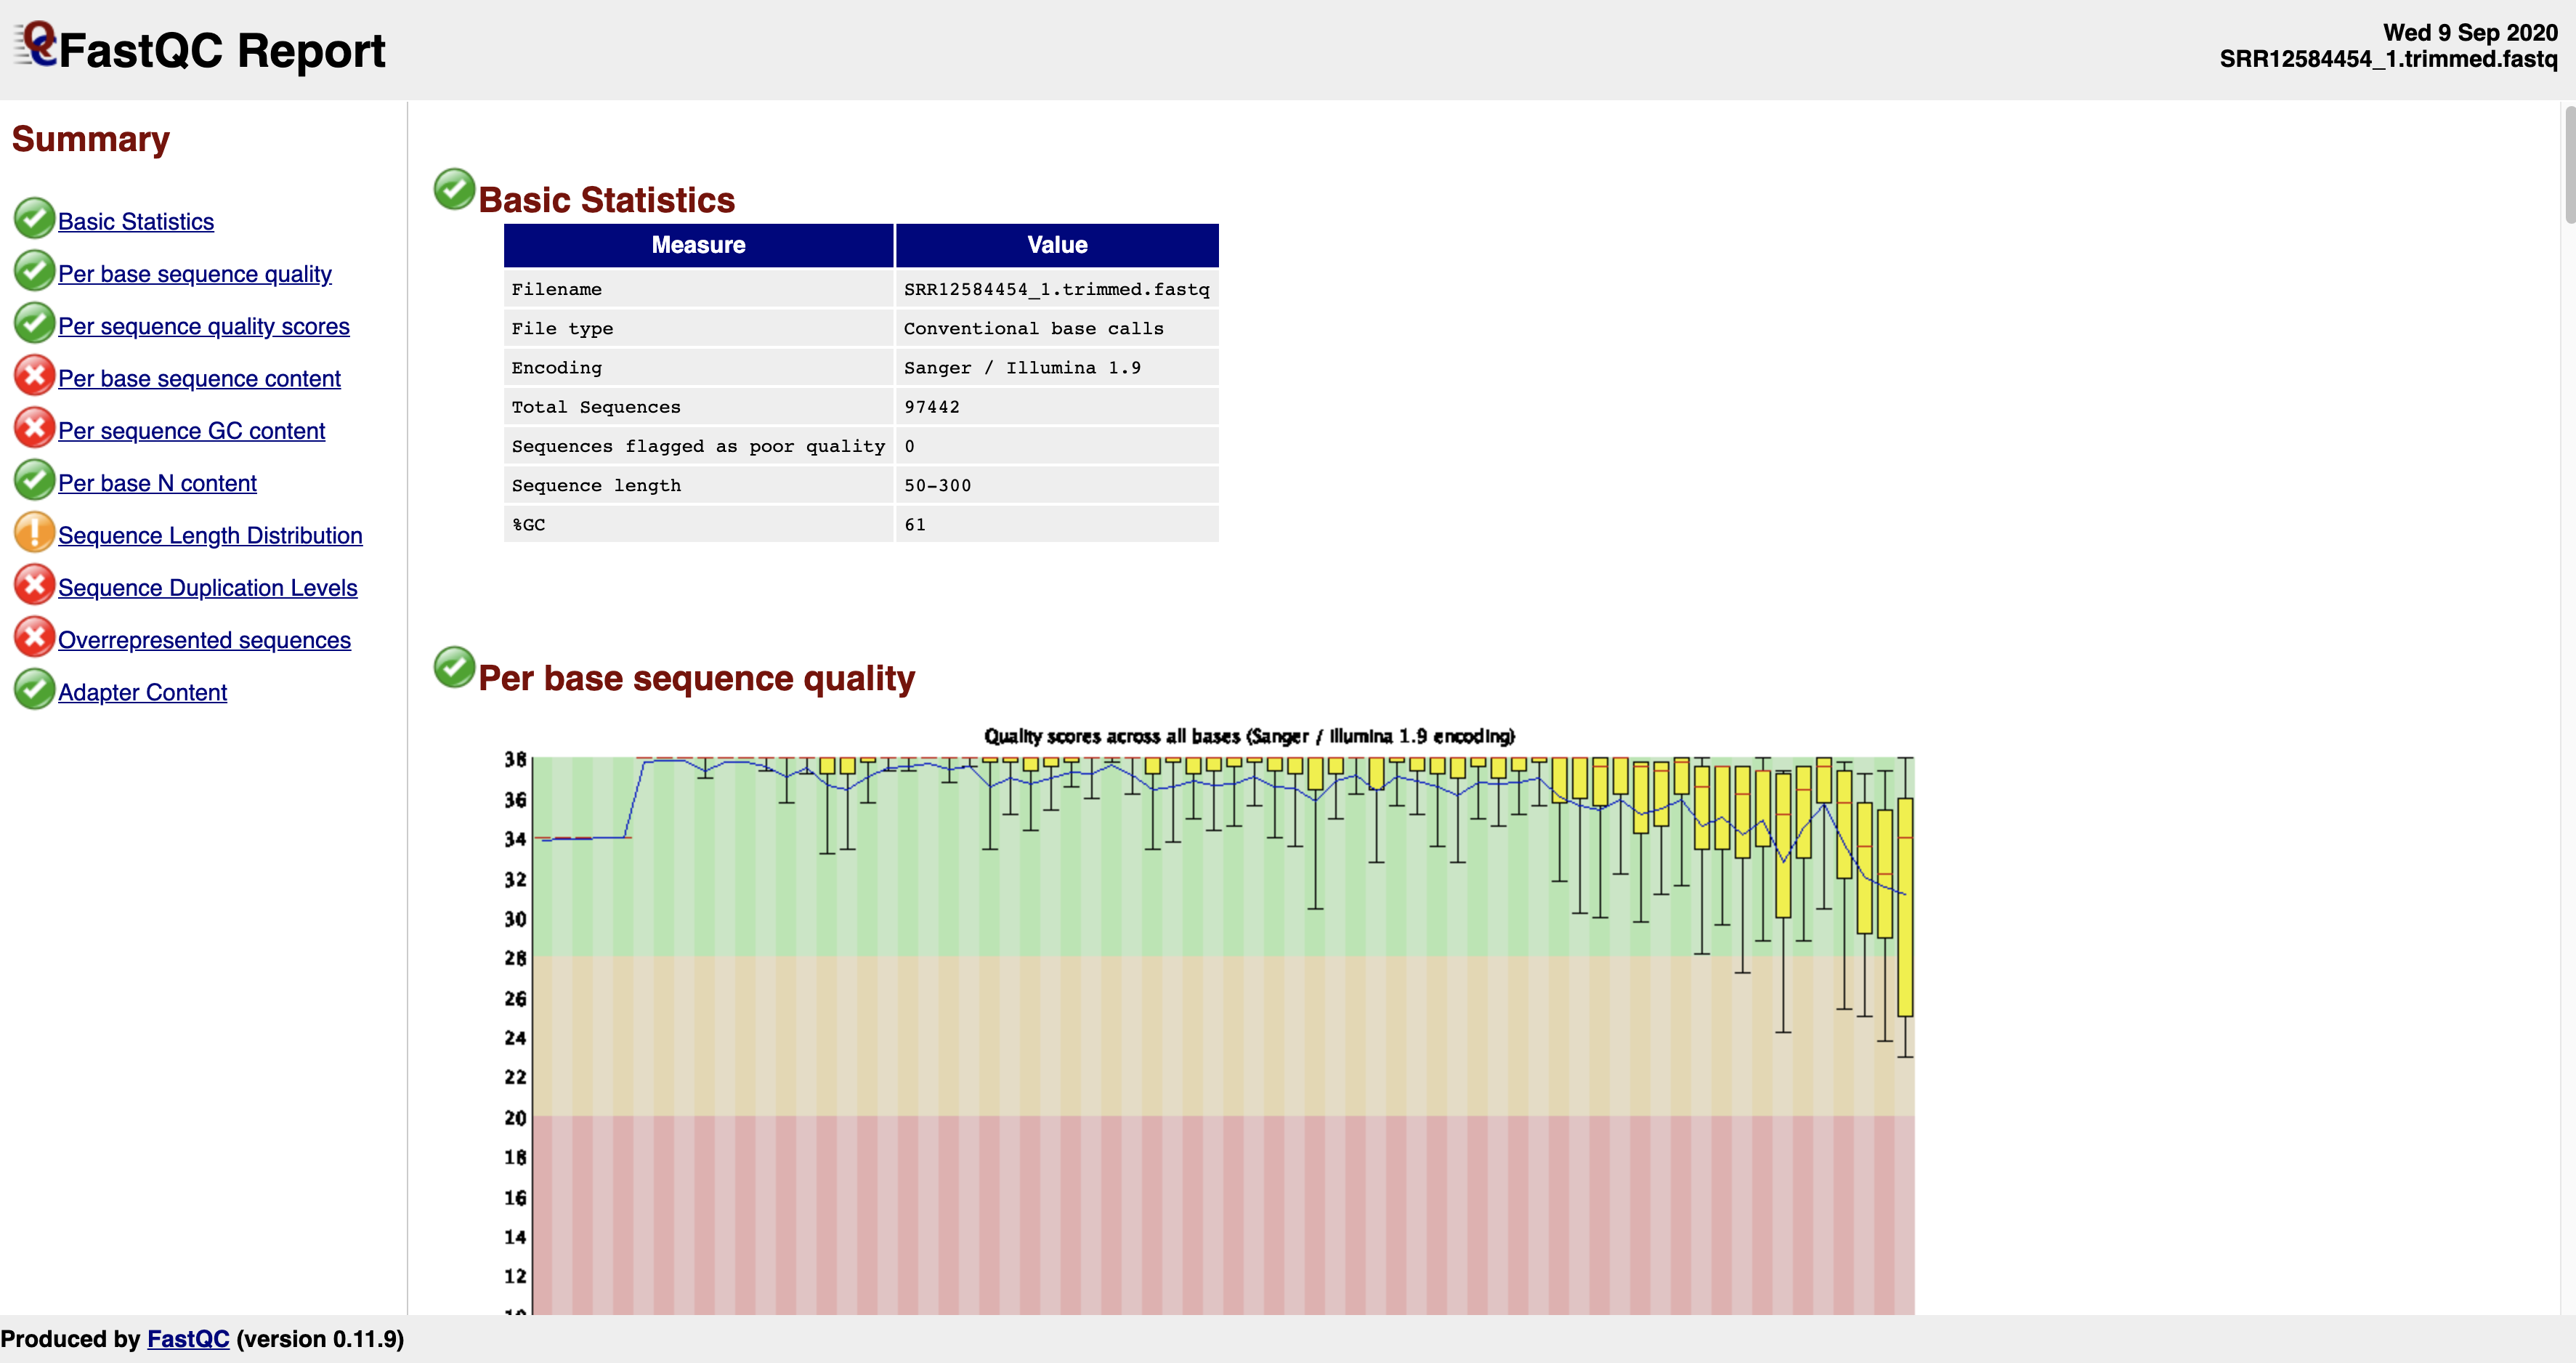 FastQC Report
Wed 9 Sep 2020
SRR12584454_1.trimmed.fastq
Summary
Basic Statistics
Per base sequence quality
Per sequence quality scores
Per base sequence content
Per sequence GC content
Per base N content
Sequence Length Distribution
Sequence Duplication Levels
Overrepresented sequences
Adapter Content
Basic Statistics
Measure Value
Filename SRR12584454_1.trimmed.fastq
File type Conventional base calls
Encoding Sanger / Illumina 1.9
Total Sequences 97442
Sequences flagged as poor quality 0
Sequence length 50-300
%GC 61
Per base sequence quality
Quality scores across all bases (Sanger / Illumina 1.9 encoding)
38
36
34
32
30
28
26
24
22
20
18
16
14
12
Produced by FastQC (version 0.11.9)